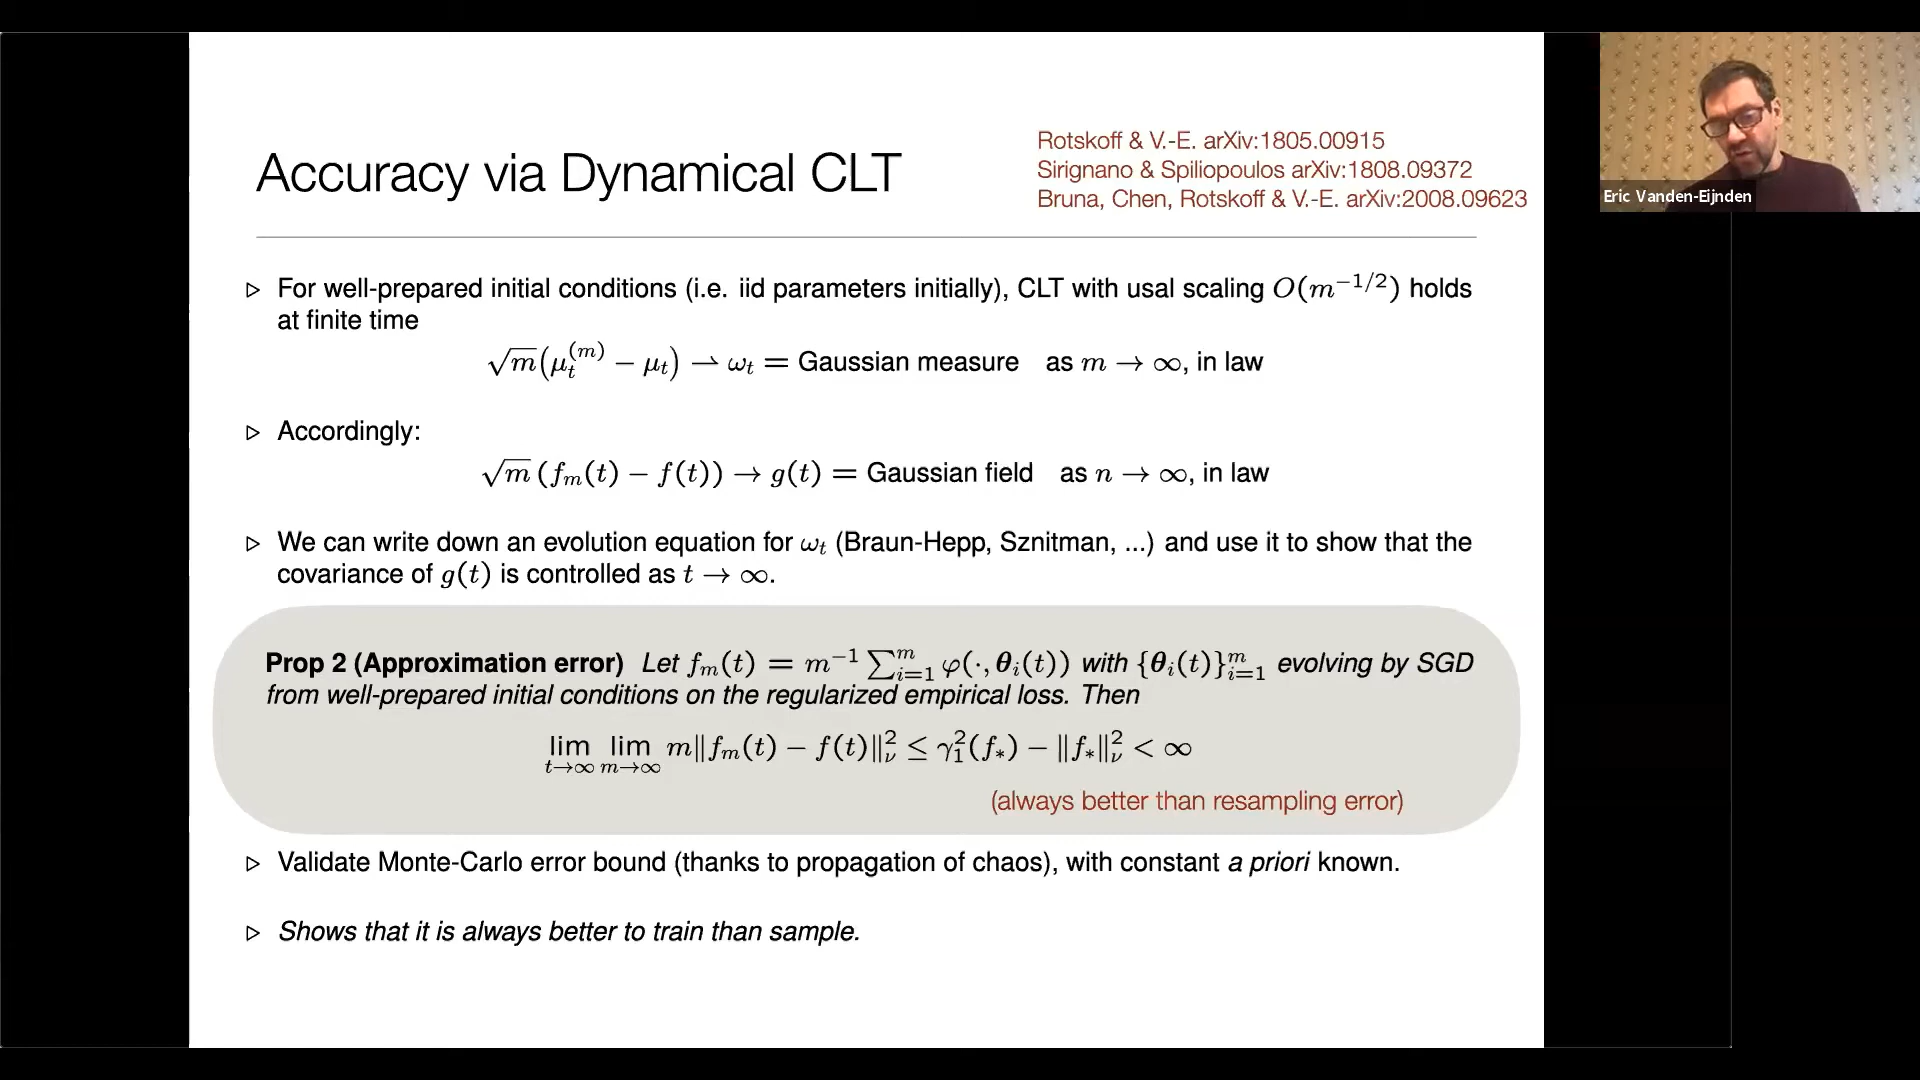 Accuracy via Dynamical CLT
Rotskoff & V.-E. arXiv:1805.00915
Sirignano & Spiliopoulos arXiv:1808.09372
Bruna, Chen, Rotskoff & V.-E. arXiv:2008.09623
Eric Vanden-Eijnden
▷ For well-prepared initial conditions (i.e. iid parameters initially), CLT with usal scaling O(m^{-1/2}) holds
at finite time
√m(μ_t^{(m)} − μ_t) ⇀ ω_t = Gaussian measure as m → ∞, in law
▷ Accordingly:
√m (f_m(t) − f(t)) → g(t) = Gaussian field as n → ∞, in law
▷ We can write down an evolution equation for ω_t (Braun-Hepp, Sznitman, ...) and use it to show that the
covariance of g(t) is controlled as t → ∞.
Prop 2 (Approximation error) Let f_m(t) = m^{-1} ∑_{i=1}^m φ(·, θ_i(t)) with {θ_i(t)}_{i=1}^m evolving by SGD
from well-prepared initial conditions on the regularized empirical loss. Then
lim_{t→∞} lim_{m→∞} m‖f_m(t) − f(t)‖_ν^2 ≤ γ_1^2(f_*) − ‖f_*‖_ν^2 < ∞
(always better than resampling error)
▷ Validate Monte-Carlo error bound (thanks to propagation of chaos), with constant a priori known.
▷ Shows that it is always better to train than sample.